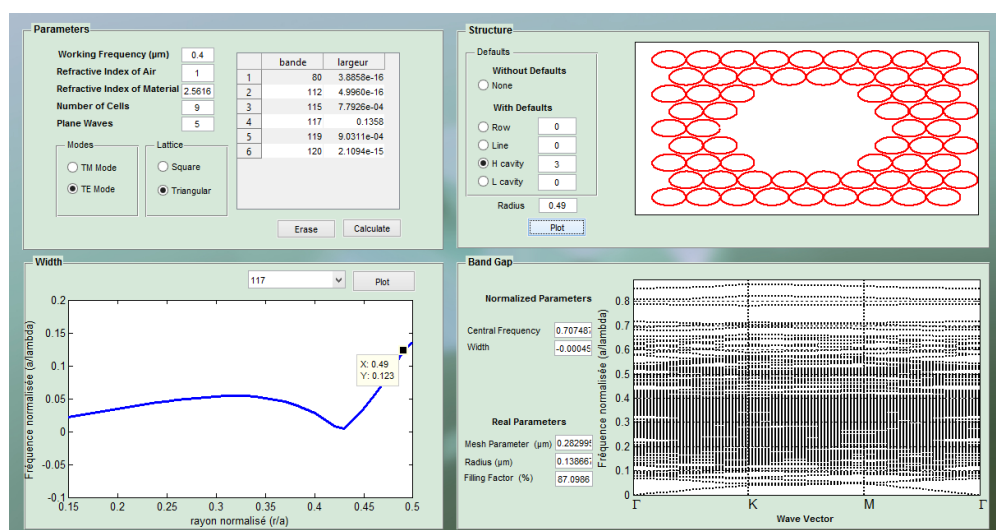 Parameters
Working Frequency (µm) 0.4
Refractive Index of Air 1
Refractive Index of Material 2.5616
Number of Cells 9
Plane Waves 5
Modes
TM Mode
TE Mode
Lattice
Square
Triangular
bande largeur
1 80 3.8858e-16
2 112 4.9960e-16
3 115 7.7926e-04
4 117 0.1358
5 119 9.0311e-04
6 120 2.1094e-15
Erase Calculate
Structure
Defaults
Without Defaults
None
With Defaults
Row 0
Line 0
H cavity 3
L cavity 0
Radius 0.49
Plot
Width
117 Plot
0.2
0.15
0.1
0.05
0
-0.05
-0.1
X: 0.49
Y: 0.123
0.15 0.2 0.25 0.3 0.35 0.4 0.45 0.5
rayon normalisé (r/a)
Fréquence normalisée (a/lambda)
Band Gap
Normalized Parameters
Central Frequency 0.707487
Width -0.00045
Real Parameters
Mesh Parameter (µm) 0.282995
Radius (µm) 0.138667
Filling Factor (%) 87.0986
Fréquence normalisée (a/lambda)
0.8
0.7
0.6
0.5
0.4
0.3
0.2
0.1
0
Γ K M Γ
Wave Vector